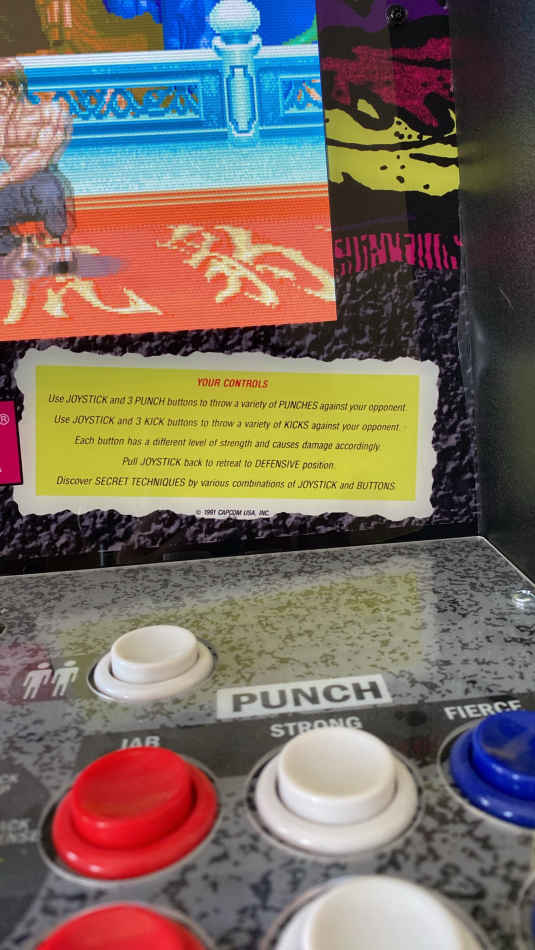 YOUR CONTROLS
Use JOYSTICK and 3 PUNCH buttons to throw a variety of PUNCHES against your opponent.
Use JOYSTICK and 3 KICK buttons to throw a variety of KICKS against your opponent.
Each button has a different level of strength and causes damage accordingly.
Pull JOYSTICK back to retreat to DEFENSIVE position.
Discover SECRET TECHNIQUES by various combinations of JOYSTICK and BUTTONS.
®
© 1991 CAPCOM USA, INC.
PUNCH
JAB
STRONG
FIERCE